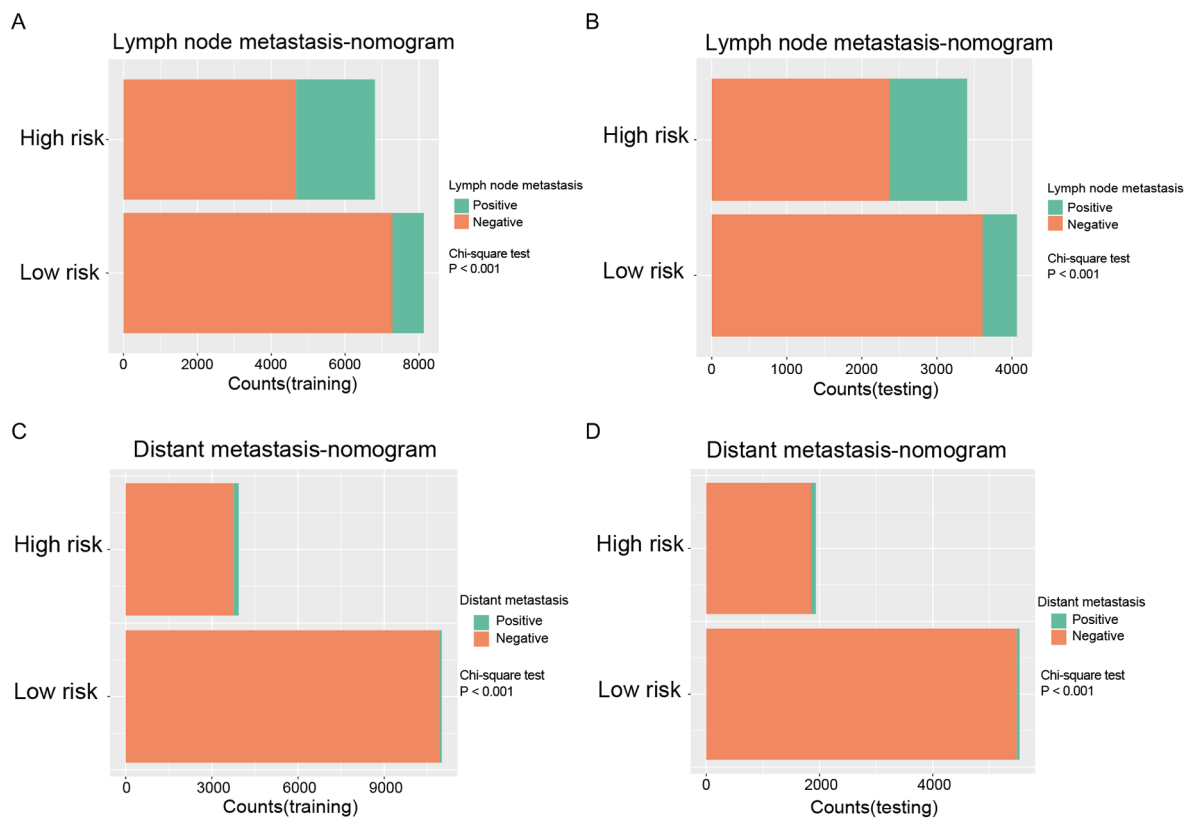 A
Lymph node metastasis-nomogram
High risk
Low risk
0 2000 4000 6000 8000
Counts(training)
Lymph node metastasis
Positive
Negative
Chi-square test
P < 0.001
B
Lymph node metastasis-nomogram
High risk
Low risk
0 1000 2000 3000 4000
Counts(testing)
Lymph node metastasis
Positive
Negative
Chi-square test
P < 0.001
C
Distant metastasis-nomogram
High risk
Low risk
0 3000 6000 9000
Counts(training)
Distant metastasis
Positive
Negative
Chi-square test
P < 0.001
D
Distant metastasis-nomogram
High risk
Low risk
0 2000 4000
Counts(testing)
Distant metastasis
Positive
Negative
Chi-square test
P < 0.001